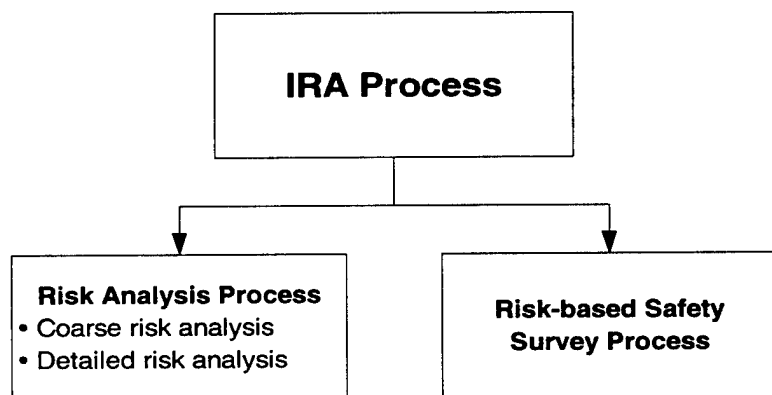 IRA Process
Risk Analysis Process
• Coarse risk analysis
• Detailed risk analysis
Risk-based Safety
Survey Process